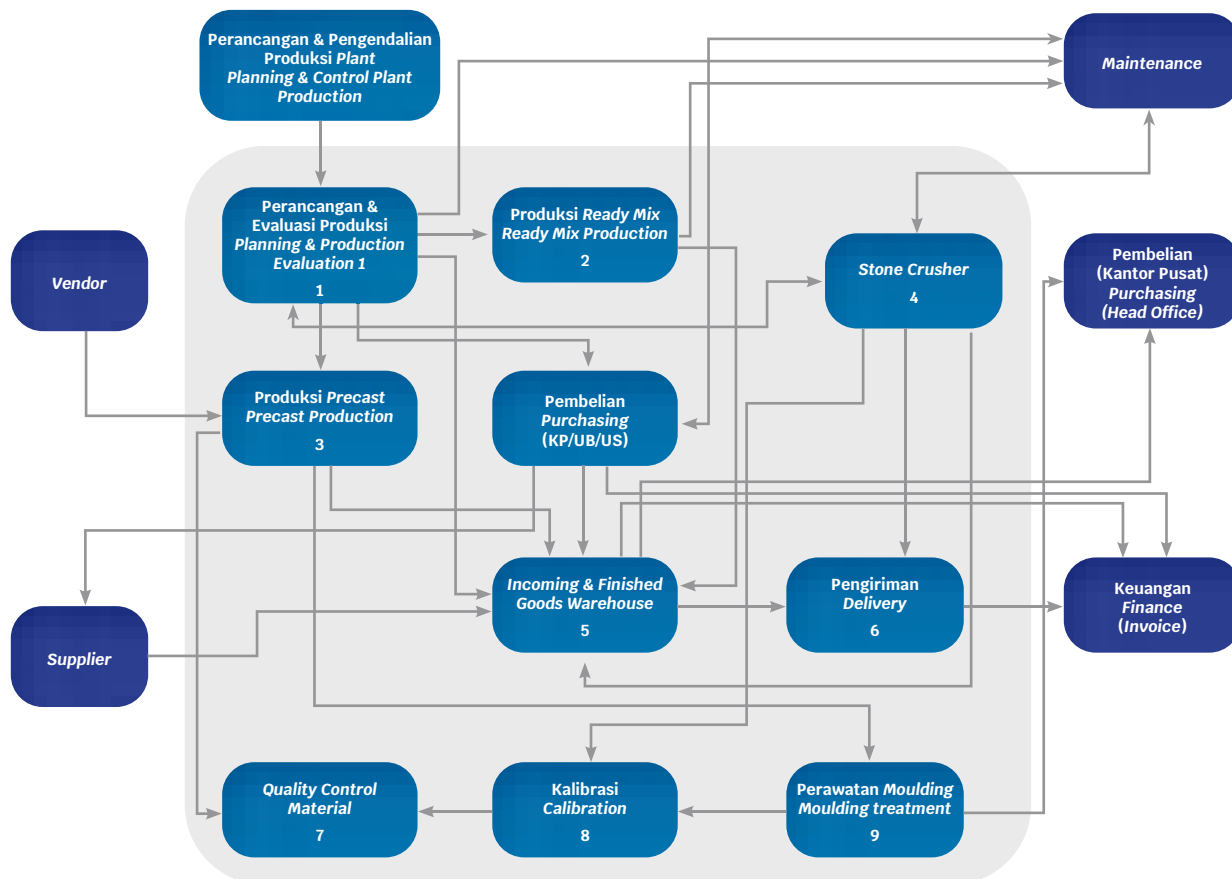 Perancangan & Pengendalian
Produksi Plant
Planning & Control Plant
Production
Maintenance
Perancangan &
Evaluasi Produksi
Planning & Production
Evaluation 1
1
Produksi Ready Mix
Ready Mix Production
2
Stone Crusher
4
Pembelian
(Kantor Pusat)
Purchasing
(Head Office)
Vendor
Produksi Precast
Precast Production
3
Pembelian
Purchasing
(KP/UB/US)
Incoming & Finished
Goods Warehouse
5
Pengiriman
Delivery
6
Keuangan
Finance
(Invoice)
Supplier
Quality Control
Material
7
Kalibrasi
Calibration
8
Perawatan Moulding
Moulding treatment
9